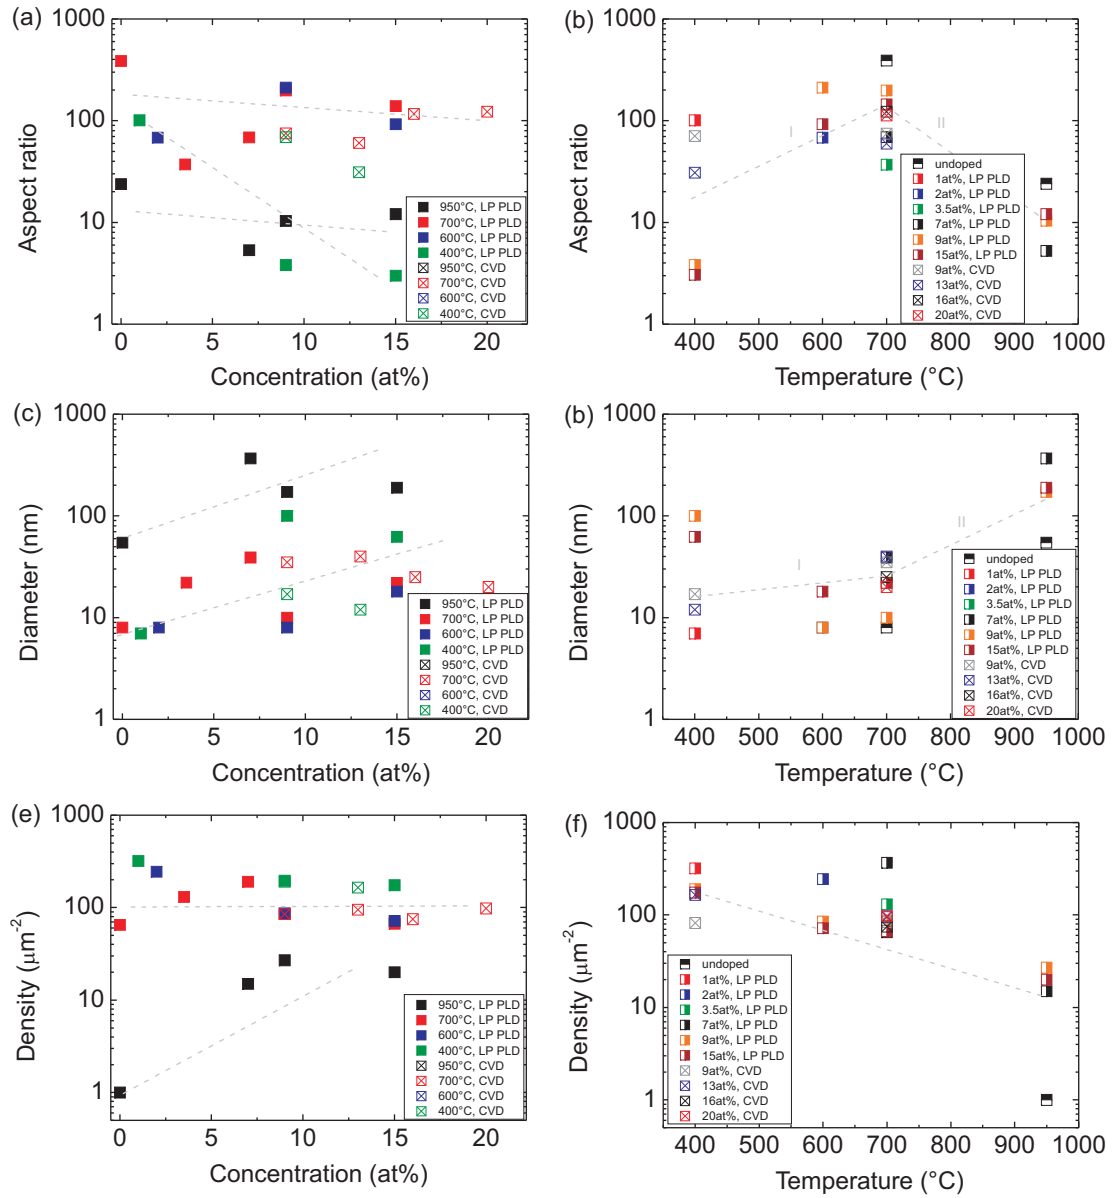 (a)
1000
100
10
1
Aspect ratio
0
5
10
15
20
Concentration (at%)
950°C, LP PLD
700°C, LP PLD
600°C, LP PLD
400°C, LP PLD
950°C, CVD
700°C, CVD
600°C, CVD
400°C, CVD
(b)
1000
100
10
1
Aspect ratio
I
II
400 500 600 700 800 900 1000
Temperature (°C)
undoped
1at%, LP PLD
2at%, LP PLD
3.5at%, LP PLD
7at%, LP PLD
9at%, LP PLD
15at%, LP PLD
9at%, CVD
13at%, CVD
16at%, CVD
20at%, CVD
(c)
1000
100
10
1
Diameter (nm)
0
5
10
15
20
Concentration (at%)
950°C, LP PLD
700°C, LP PLD
600°C, LP PLD
400°C, LP PLD
950°C, CVD
700°C, CVD
600°C, CVD
400°C, CVD
(b)
1000
100
10
1
Diameter (nm)
I
II
400 500 600 700 800 900 1000
Temperature (°C)
undoped
1at%, LP PLD
2at%, LP PLD
3.5at%, LP PLD
7at%, LP PLD
9at%, LP PLD
15at%, LP PLD
9at%, CVD
13at%, CVD
16at%, CVD
20at%, CVD
(e)
1000
100
10
1
Density (μm⁻²)
0
5
10
15
20
Concentration (at%)
950°C, LP PLD
700°C, LP PLD
600°C, LP PLD
400°C, LP PLD
950°C, CVD
700°C, CVD
600°C, CVD
400°C, CVD
(f)
1000
100
10
1
Density (μm⁻²)
400 500 600 700 800 900 1000
Temperature (°C)
undoped
1at%, LP PLD
2at%, LP PLD
3.5at%, LP PLD
7at%, LP PLD
9at%, LP PLD
15at%, LP PLD
9at%, CVD
13at%, CVD
16at%, CVD
20at%, CVD